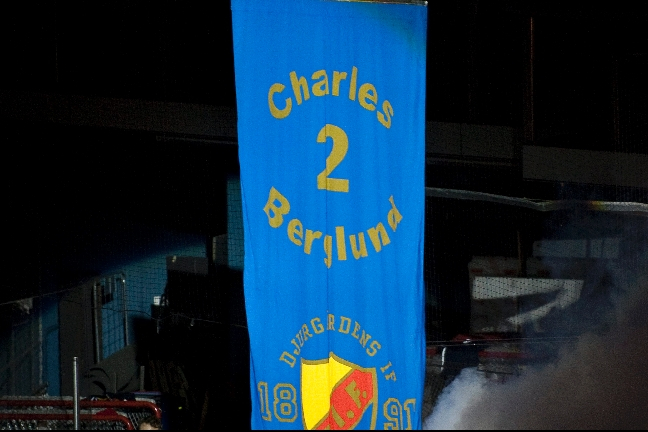 Charles
2
Berglund
DJURGÅRDENS IF
18 91
I.F.